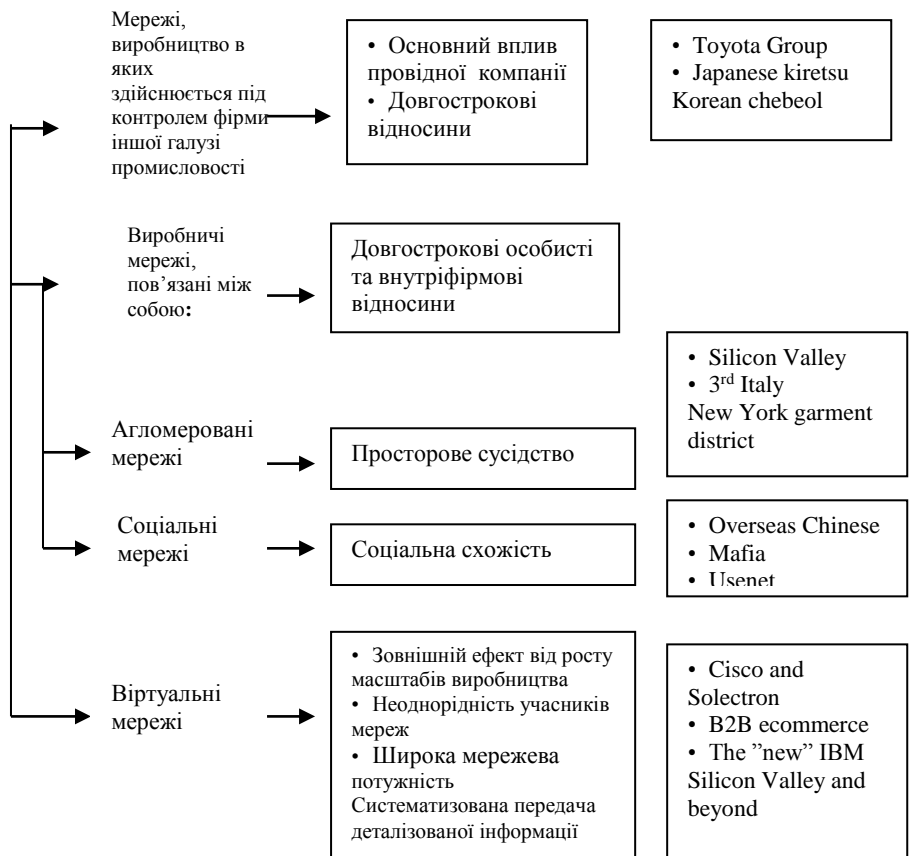 Мережі,
виробництво в
яких
здійснюється під
контролем фірми
іншої галузі
промисловості
• Основний вплив
провідної компанії
• Довгострокові
відносини
• Toyota Group
• Japanese kiretsu
Korean chebeol
Виробничі
мережі,
пов’язані між
собою:
Довгострокові особисті
та внутріфірмові
відносини
Агломеровані
мережі
Просторове сусідство
• Silicon Valley
• 3rd Italy
New York garment
district
Соціальні
мережі
Соціальна схожість
• Overseas Chinese
• Mafia
• Usenet
Віртуальні
мережі
• Зовнішній ефект від росту
масштабів виробництва
• Неоднорідність учасників
мереж
• Широка мережева
потужність
Систематизована передача
деталізованої інформації
• Cisco and
Solectron
• B2B ecommerce
• The ”new” IBM
Silicon Valley and
beyond